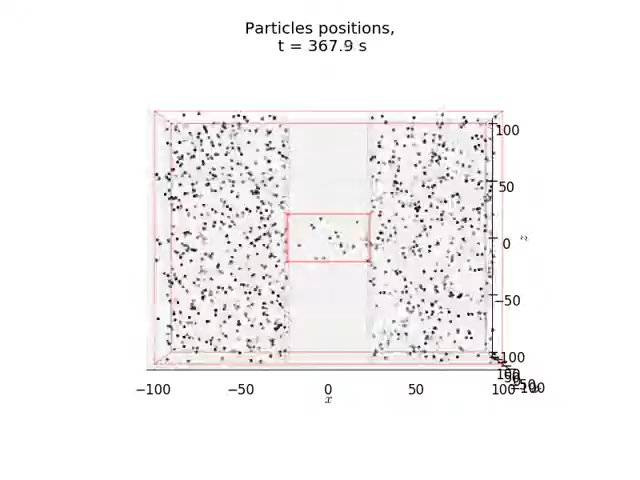 Particles positions,
t = 367.9 s
100
50
0
z
−50
−100
−100
−50
0
50
100
x